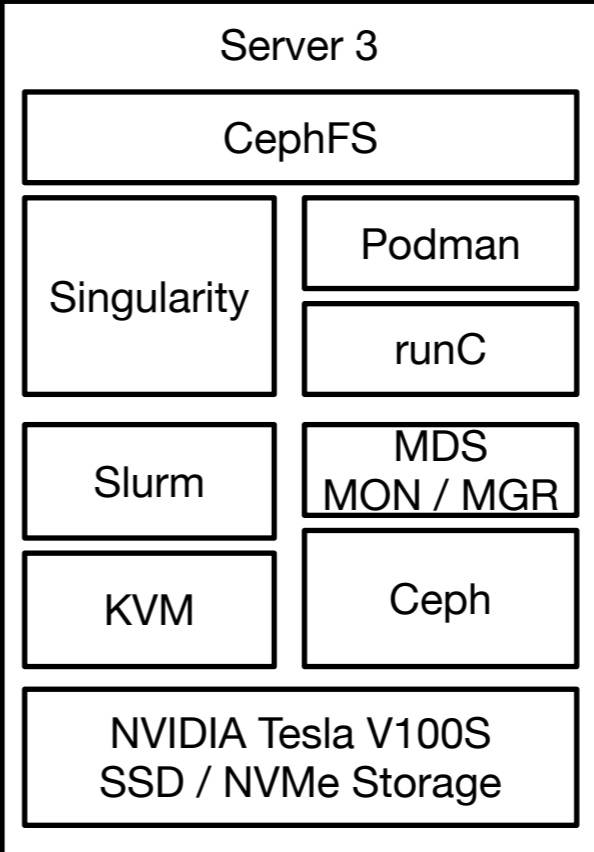 Server 3
CephFS
Singularity
Podman
runC
Slurm
MDS
MON / MGR
KVM
Ceph
NVIDIA Tesla V100S
SSD / NVMe Storage